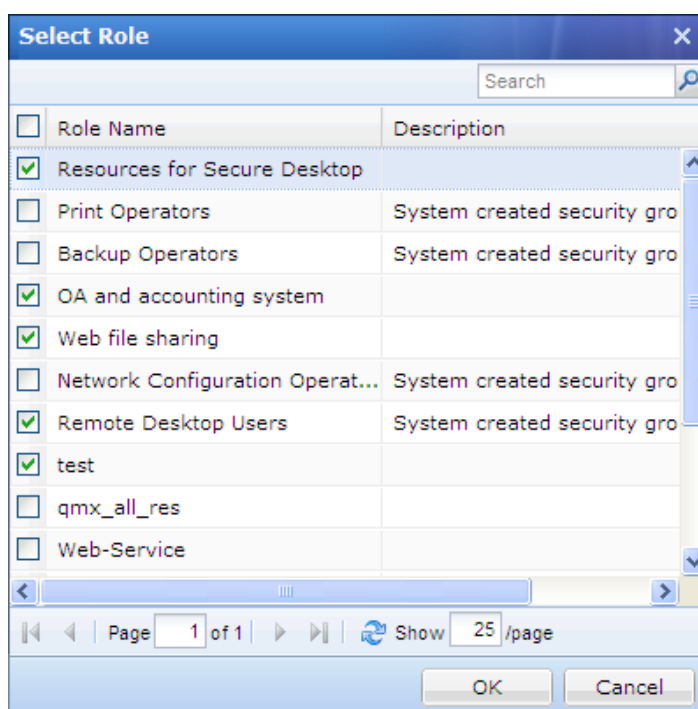 Select Role
Search
Role Name Description
Resources for Secure Desktop
Print Operators System created security gro
Backup Operators System created security gro
OA and accounting system
Web file sharing
Network Configuration Operat... System created security gro
Remote Desktop Users System created security gro
test
qmx_all_res
Web-Service
Page 1 of 1 Show 25 /page
OK Cancel